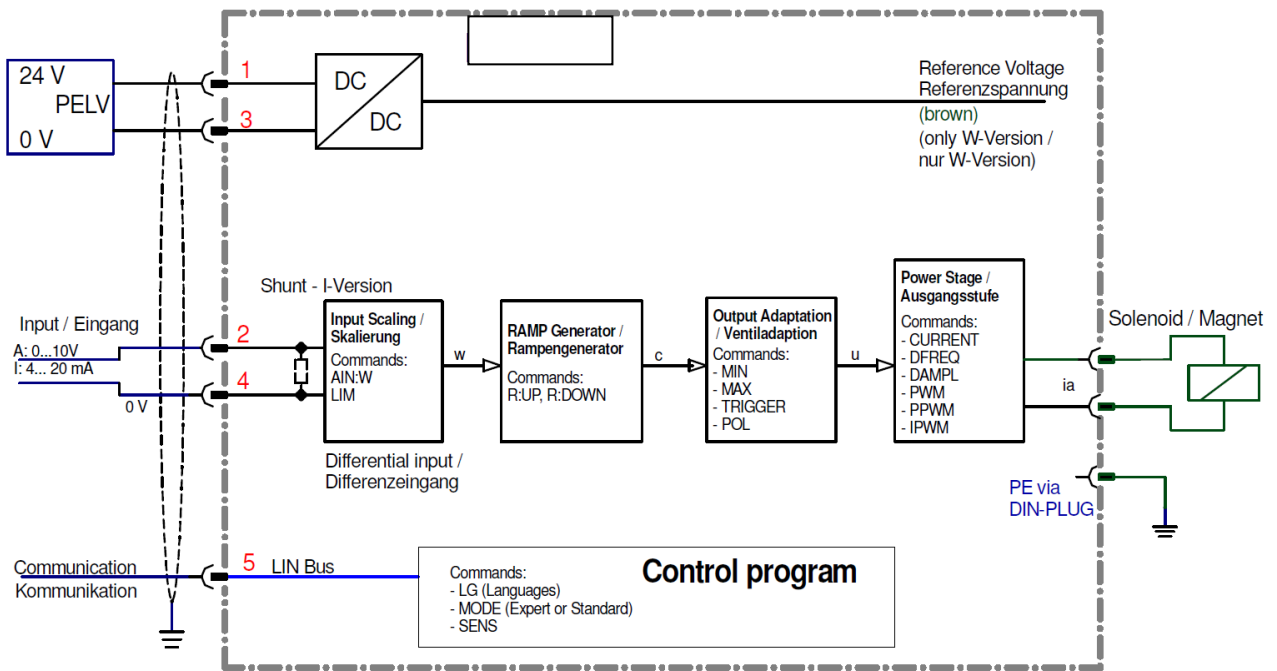 24 V
PELV
0 V
1
3
DC
DC
Reference Voltage
Referenzspannung
(brown)
(only W-Version /
nur W-Version)
Shunt - I-Version
Input / Eingang
A: 0...10V
I: 4... 20 mA
0 V
2
4
Input Scaling /
Skalierung
Commands:
AIN:W
LIM
Differential input /
Differenzeingang
w
RAMP Generator /
Rampengenerator
Commands:
R:UP, R:DOWN
c
Output Adaptation
/ Ventiladaption
Commands:
- MIN
- MAX
- TRIGGER
- POL
u
Power Stage /
Ausgangsstufe
Commands:
- CURRENT
- DFREQ
- DAMPL
- PWM
- PPWM
- IPWM
ia
Solenoid / Magnet
PE via
DIN-PLUG
Communication
Kommunikation
5
LIN Bus
Control program
Commands:
- LG (Languages)
- MODE (Expert or Standard)
- SENS